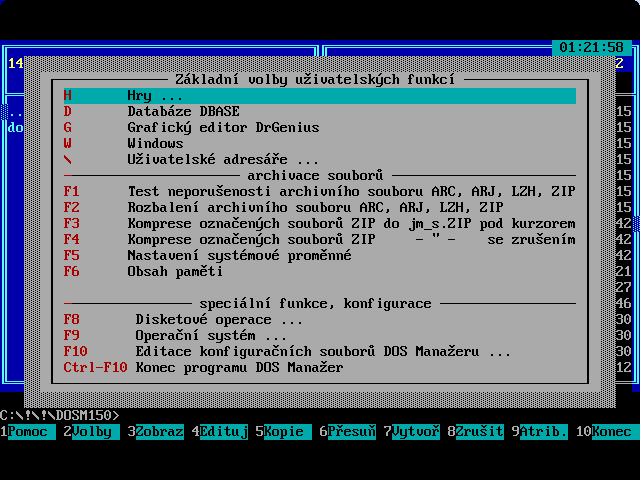 01:21:58
14 2
Základní volby uživatelských funkcí
H Hry ...
.. D Databáze DBASE 15
do G Grafický editor DrGenius 15
W Windows 15
\ Uživatelské adresáře ... 15
archivace souborů 15
F1 Test neporušenosti archivního souboru ARC, ARJ, LZH, ZIP 15
F2 Rozbalení archivního souboru ARC, ARJ, LZH, ZIP 15
F3 Komprese označených souborů ZIP do jm_s.ZIP pod kurzorem 42
F4 Komprese označených souborů ZIP - " - se zrušením 42
F5 Nastavení systémové proměnné 42
F6 Obsah paměti 21
27
speciální funkce, konfigurace 46
F8 Disketové operace ... 30
F9 Operační systém ... 30
F10 Editace konfiguračních souborů DOS Manažeru ... 30
Ctrl-F10 Konec programu DOS Manažer 12
C:\!\!\DOSM150>
1Pomoc 2Volby 3Zobraz 4Edituj 5Kopie 6Přesuň 7Vytvoř 8Zrušit 9Atrib. 10Konec